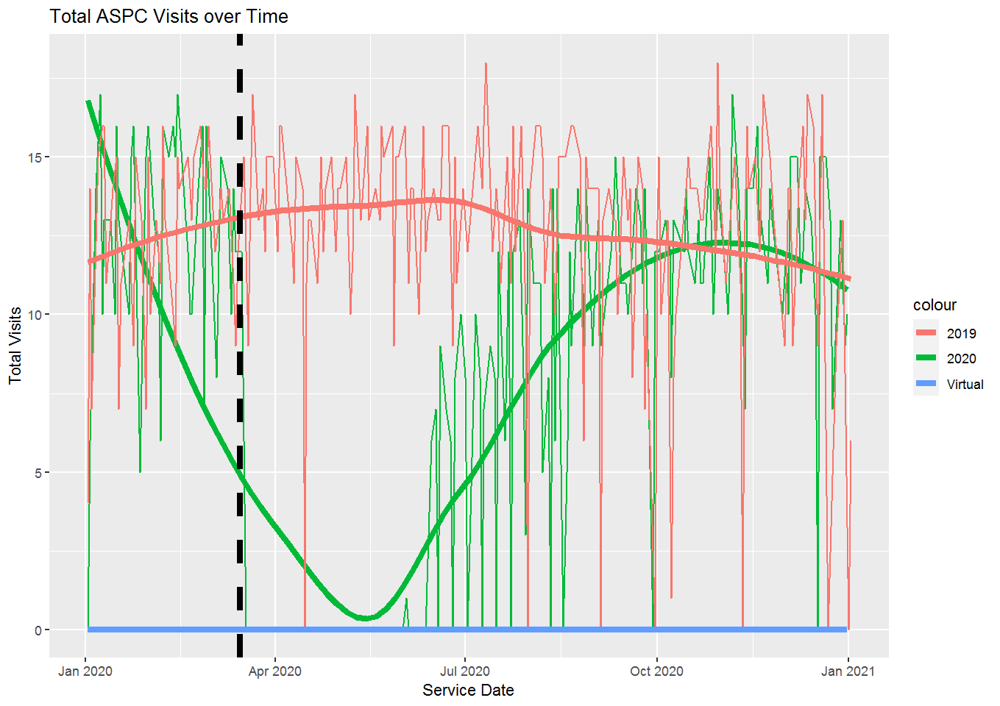 Total ASPC Visits over Time
Total Visits
15
10
5
0
Jan 2020
Apr 2020
Jul 2020
Oct 2020
Jan 2021
Service Date
colour
2019
2020
Virtual